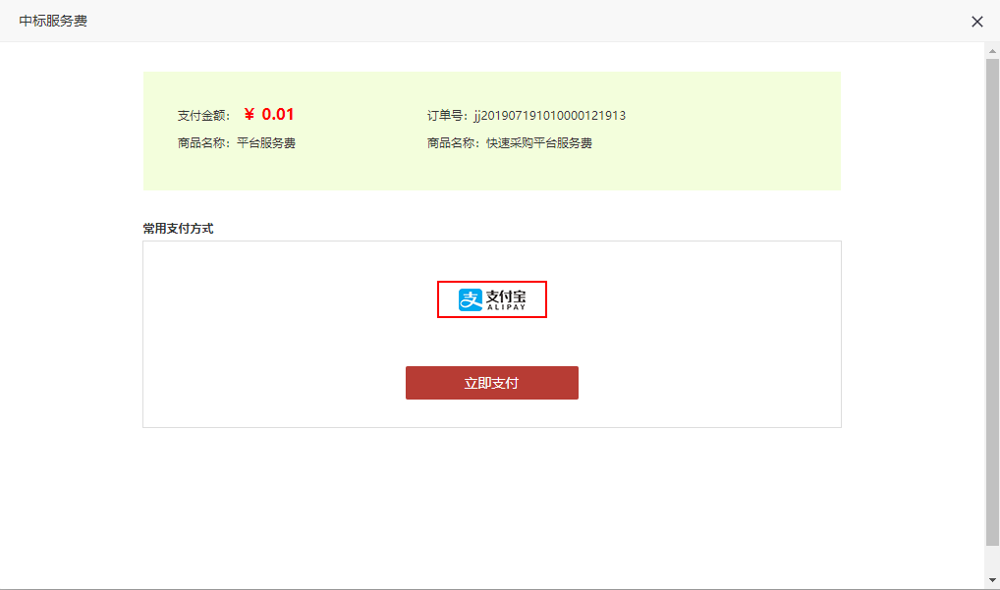 中标服务费
支付金额： ¥ 0.01 订单号：jj201907191010000121913
商品名称：平台服务费 商品名称：快速采购平台服务费
常用支付方式
支 支付宝
ALIPAY
立即支付